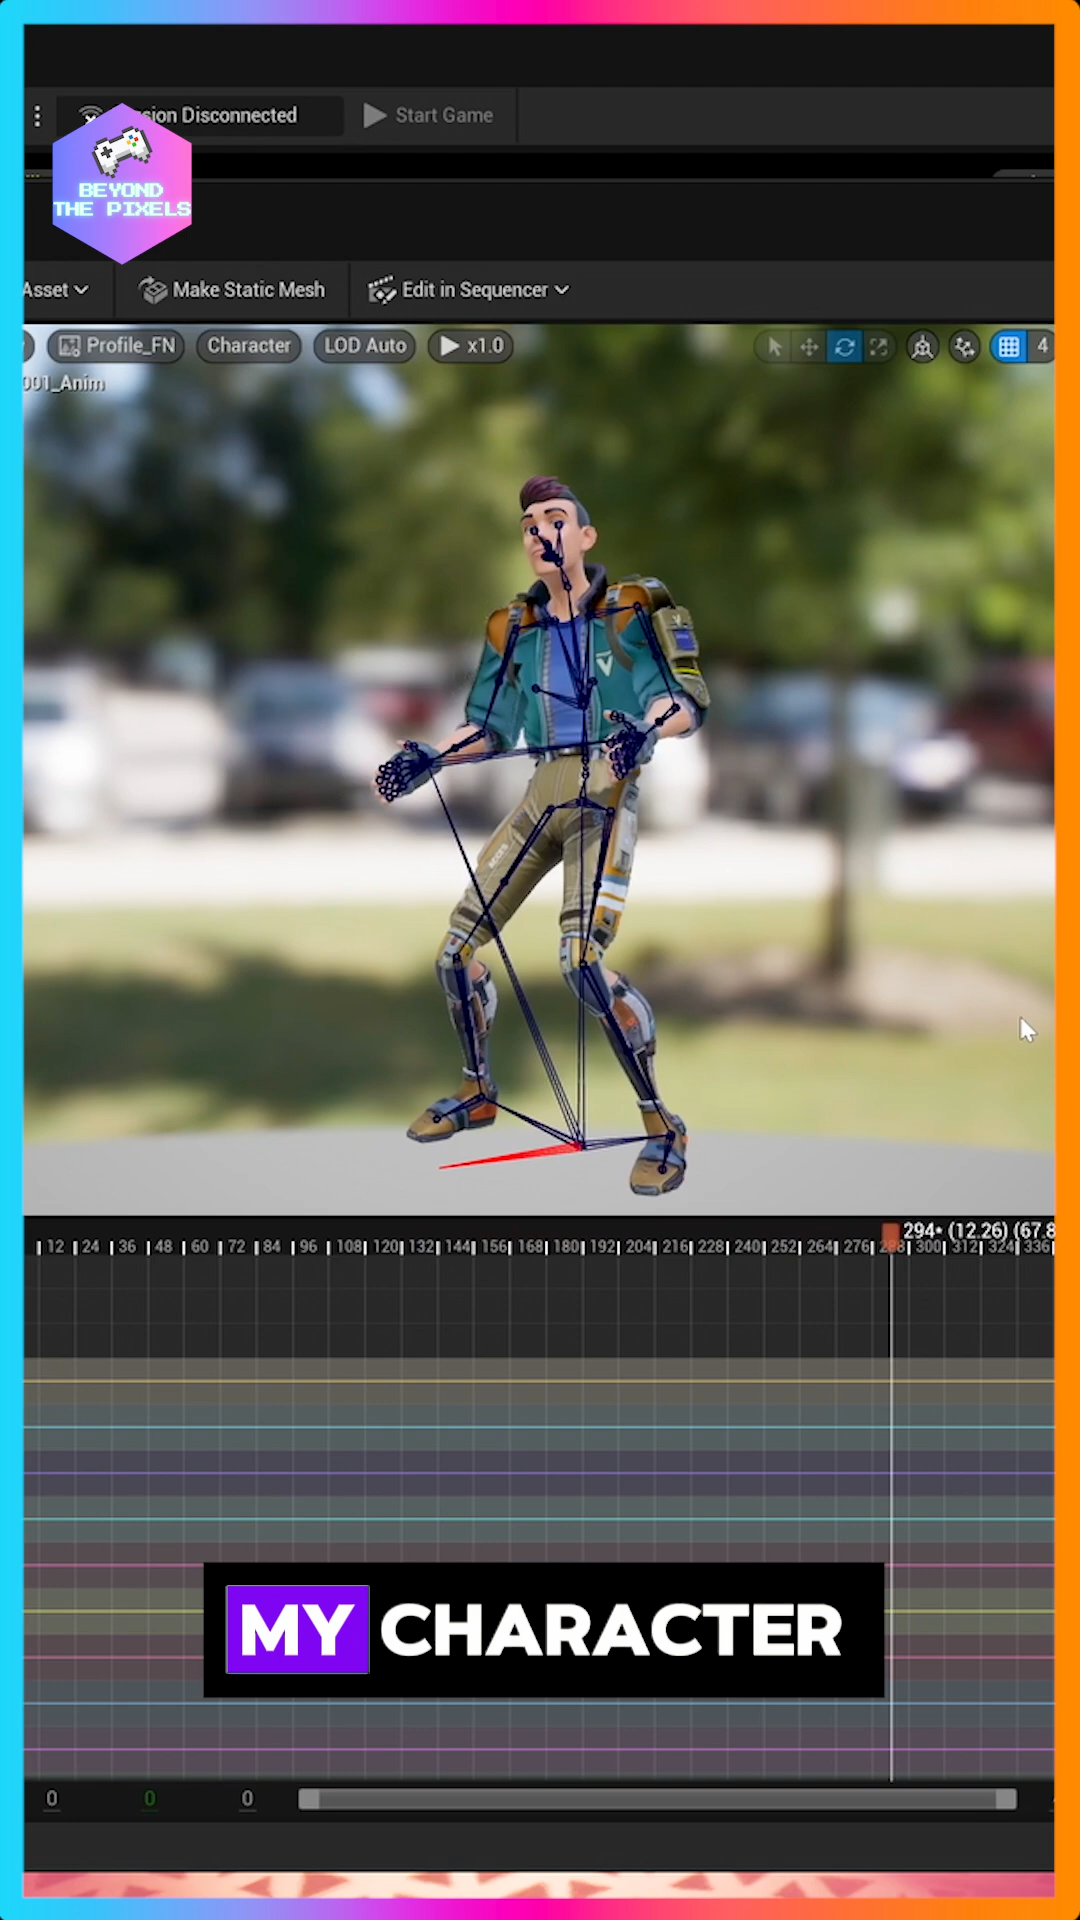 sion Disconnected
Start Game
BEYOND
THE PIXELS
Asset
Make Static Mesh
Edit in Sequencer
Profile_FN
Character
LOD Auto
x1.0
4
001_Anim
V
294* (12.26) (67.8
12 24 36 48 60 72 84 96 108 120 132 144 156 168 180 192 204 216 228 240 252 264 276 288 300 312 324 336
MY CHARACTER
0 0 0